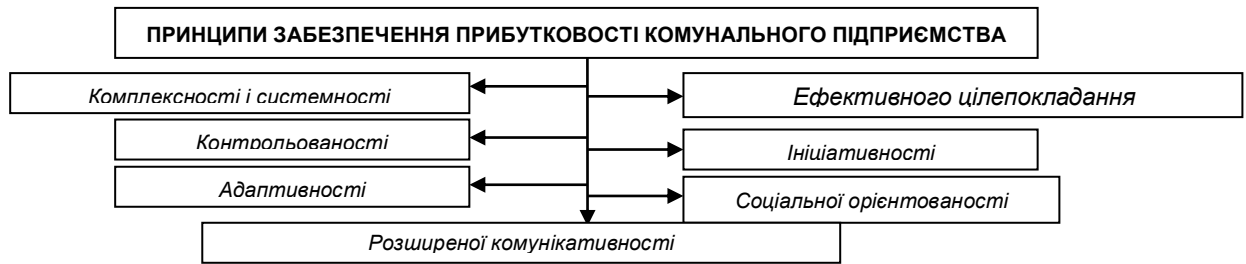 ПРИНЦИПИ ЗАБЕЗПЕЧЕННЯ ПРИБУТКОВОСТІ КОМУНАЛЬНОГО ПІДПРИЄМСТВА
Комплексності і системності
Ефективного цілепокладання
Контрольованості
Ініціативності
Адаптивності
Соціальної орієнтованості
Розширеної комунікативності